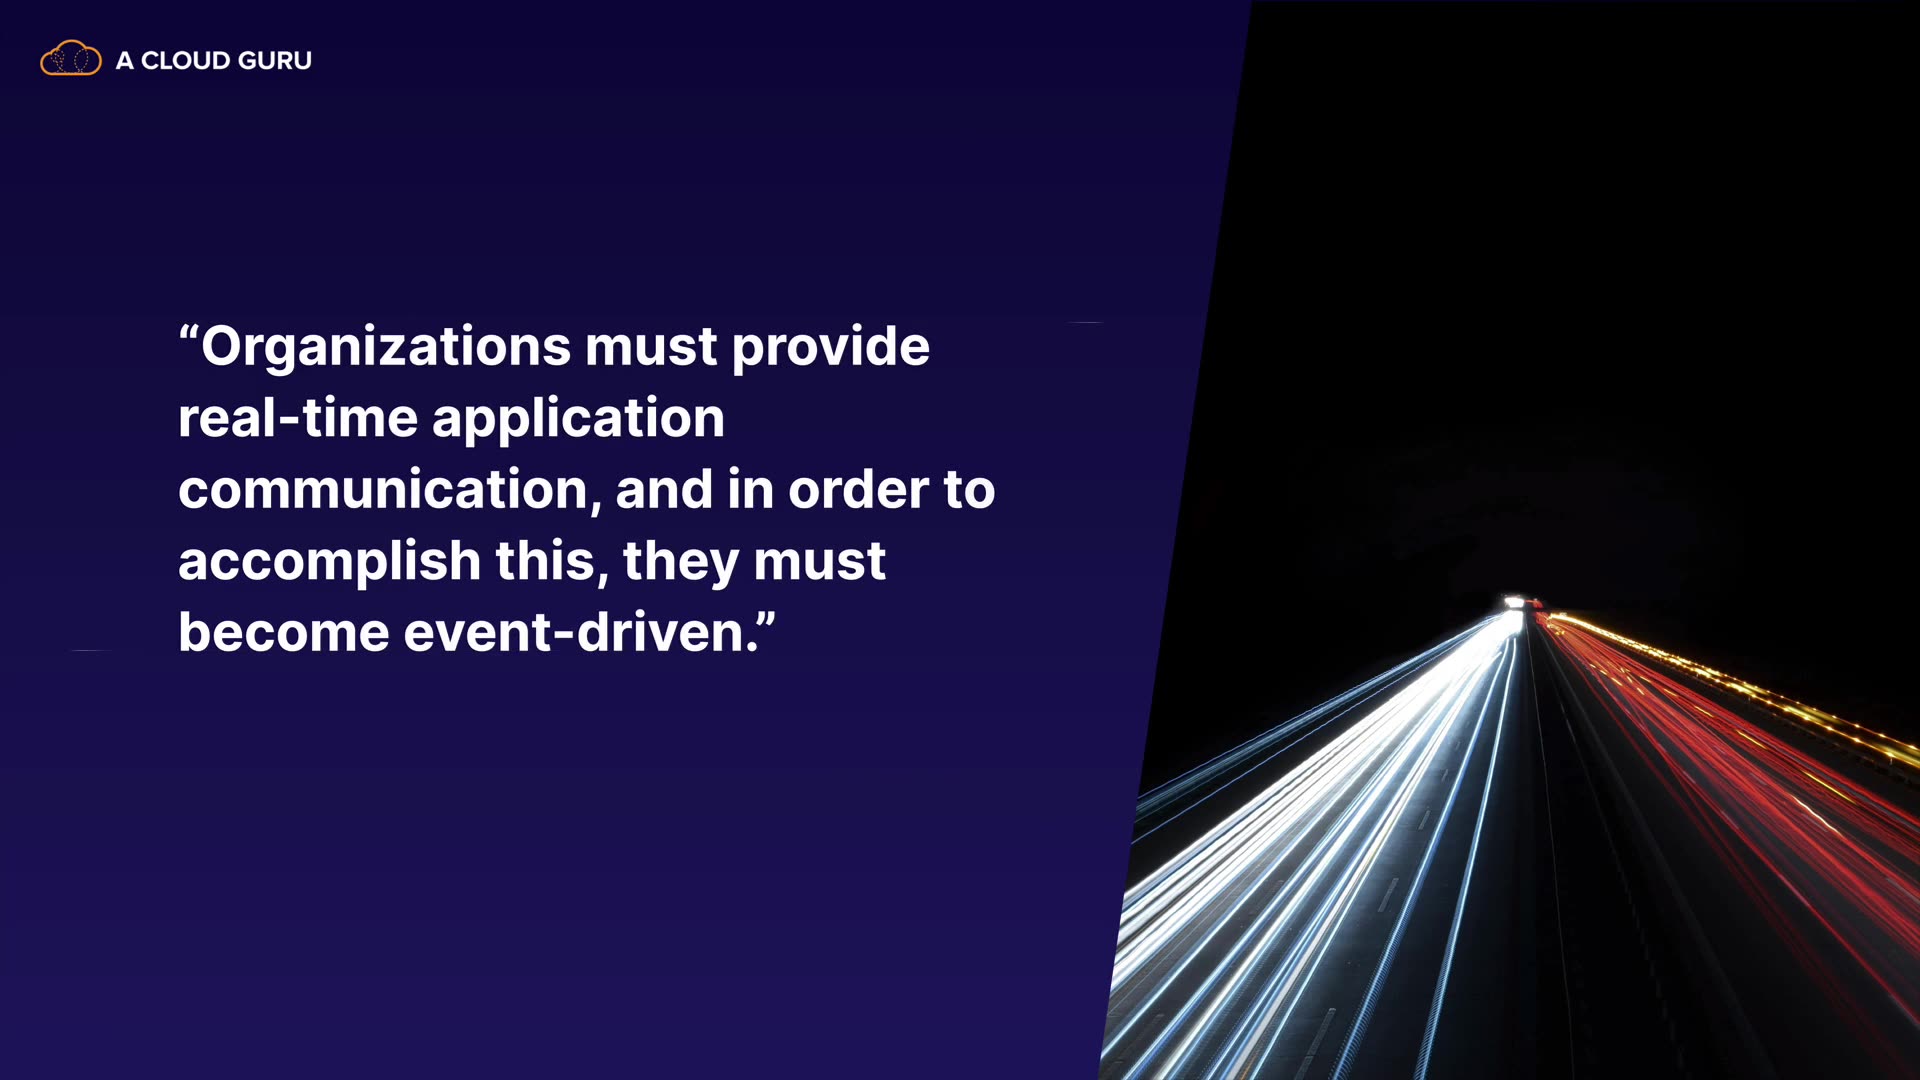 A CLOUD GURU
“Organizations must provide
real-time application
communication, and in order to
accomplish this, they must
become event-driven.”